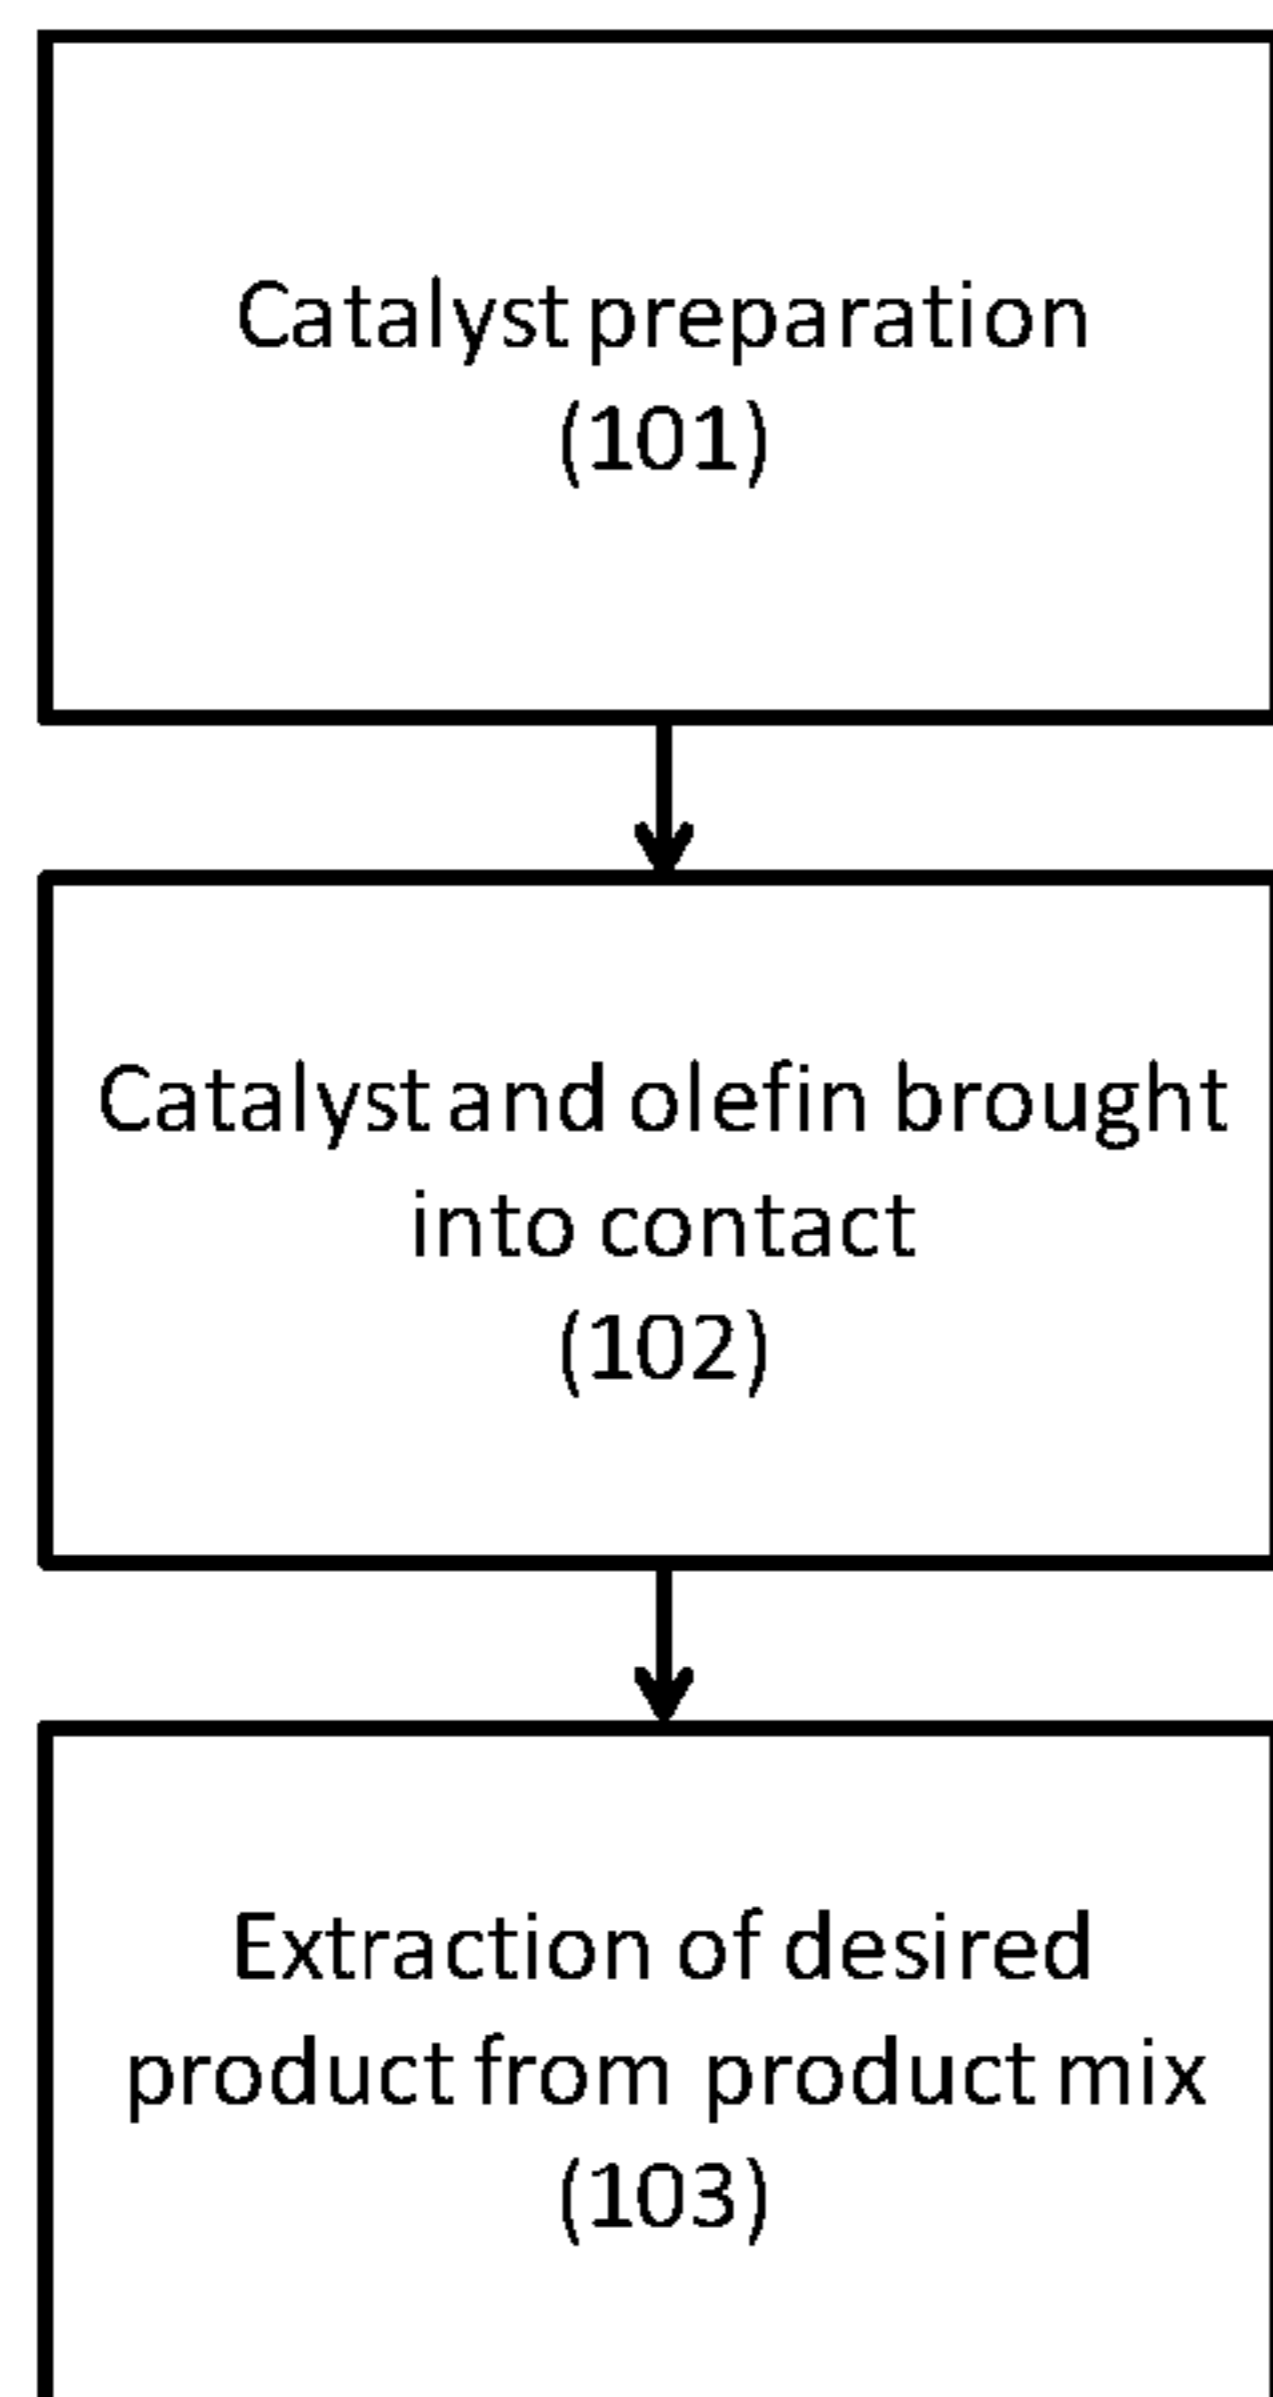 Catalyst preparation
(101)
Catalyst and olefin brought
into contact
(102)
Extraction of desired
product from product mix
(103)